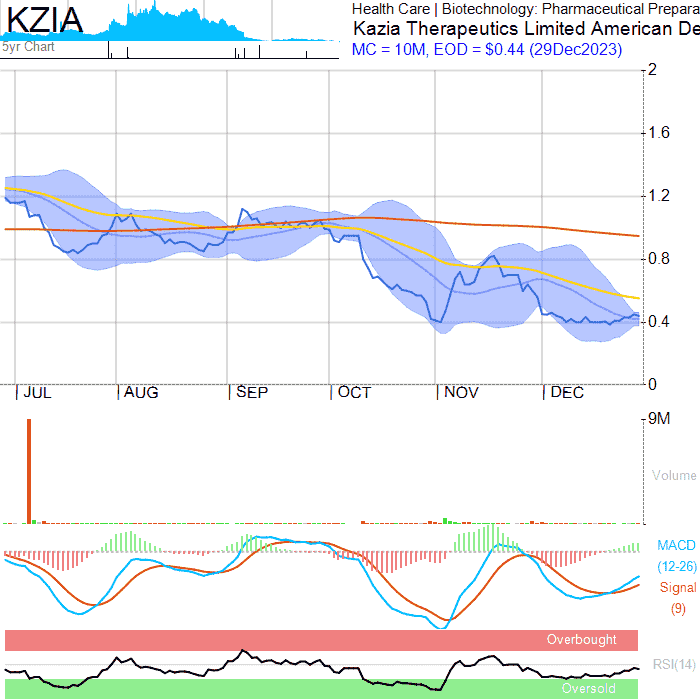 KZIA
5yr Chart
Health Care | Biotechnology: Pharmaceutical Prepara
Kazia Therapeutics Limited American De
MC = 10M, EOD = $0.44 (29Dec2023)
2
1.6
1.2
0.8
0.4
0
JUL AUG SEP OCT NOV DEC
9M
Volume
MACD
(12-26)
Signal
(9)
Overbought
RSI(14)
Oversold